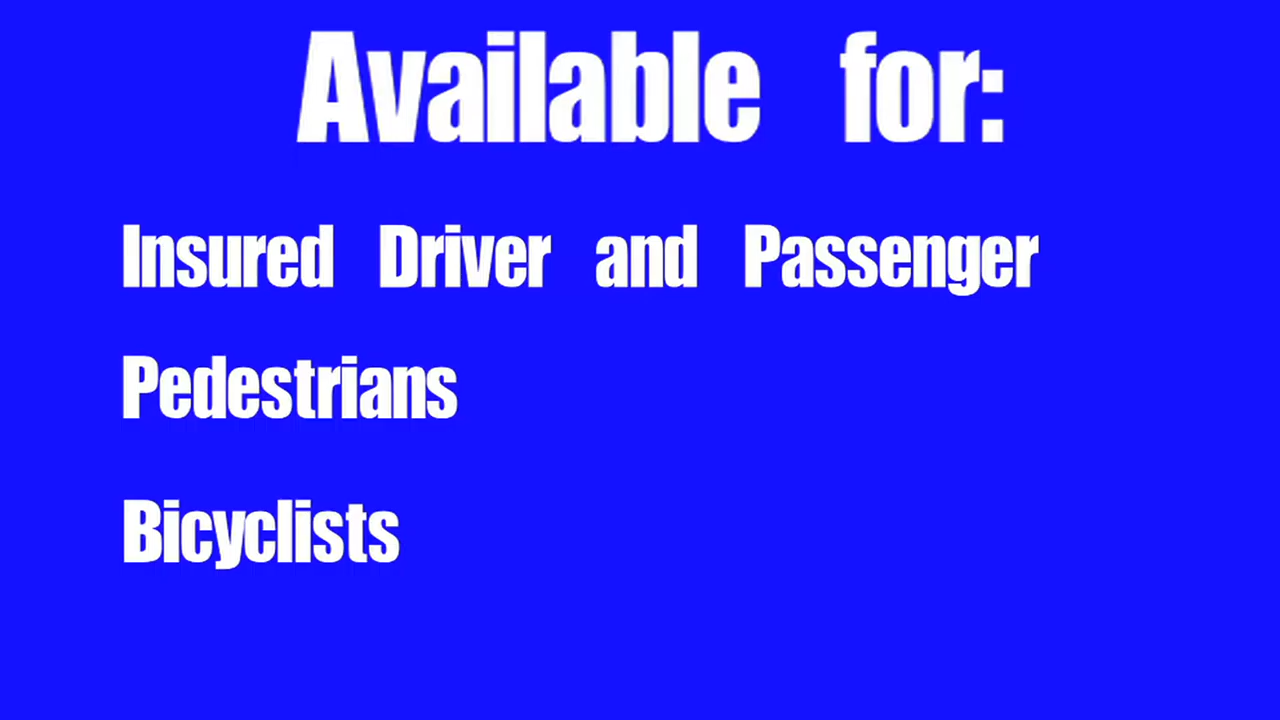 Available for:
Insured Driver and Passenger
Pedestrians
Bicyclists